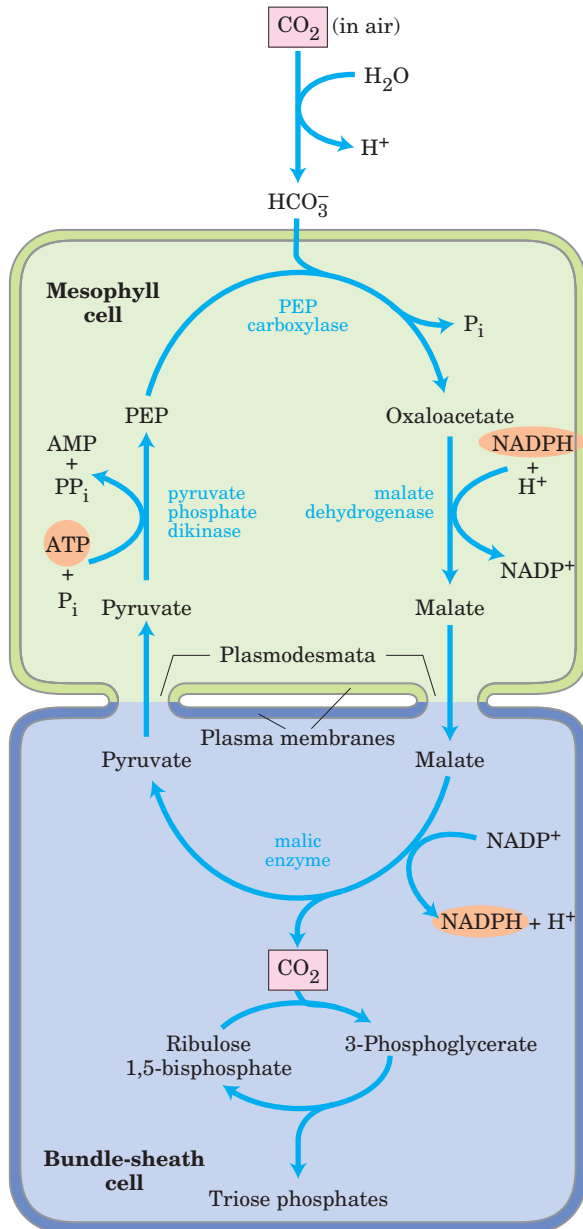 CO₂ (in air)
H₂O
H⁺
HCO₃⁻
Mesophyll
cell
PEP
carboxylase
Pᵢ
PEP
Oxaloacetate
AMP
+
PPᵢ
NADPH
+
H⁺
pyruvate
phosphate
dikinase
malate
dehydrogenase
ATP
+
Pᵢ
NADP⁺
Pyruvate
Malate
Plasmodesmata
Plasma membranes
Pyruvate
Malate
malic
enzyme
NADP⁺
NADPH + H⁺
CO₂
Ribulose
1,5-bisphosphate
3-Phosphoglycerate
Bundle-sheath
cell
Triose phosphates